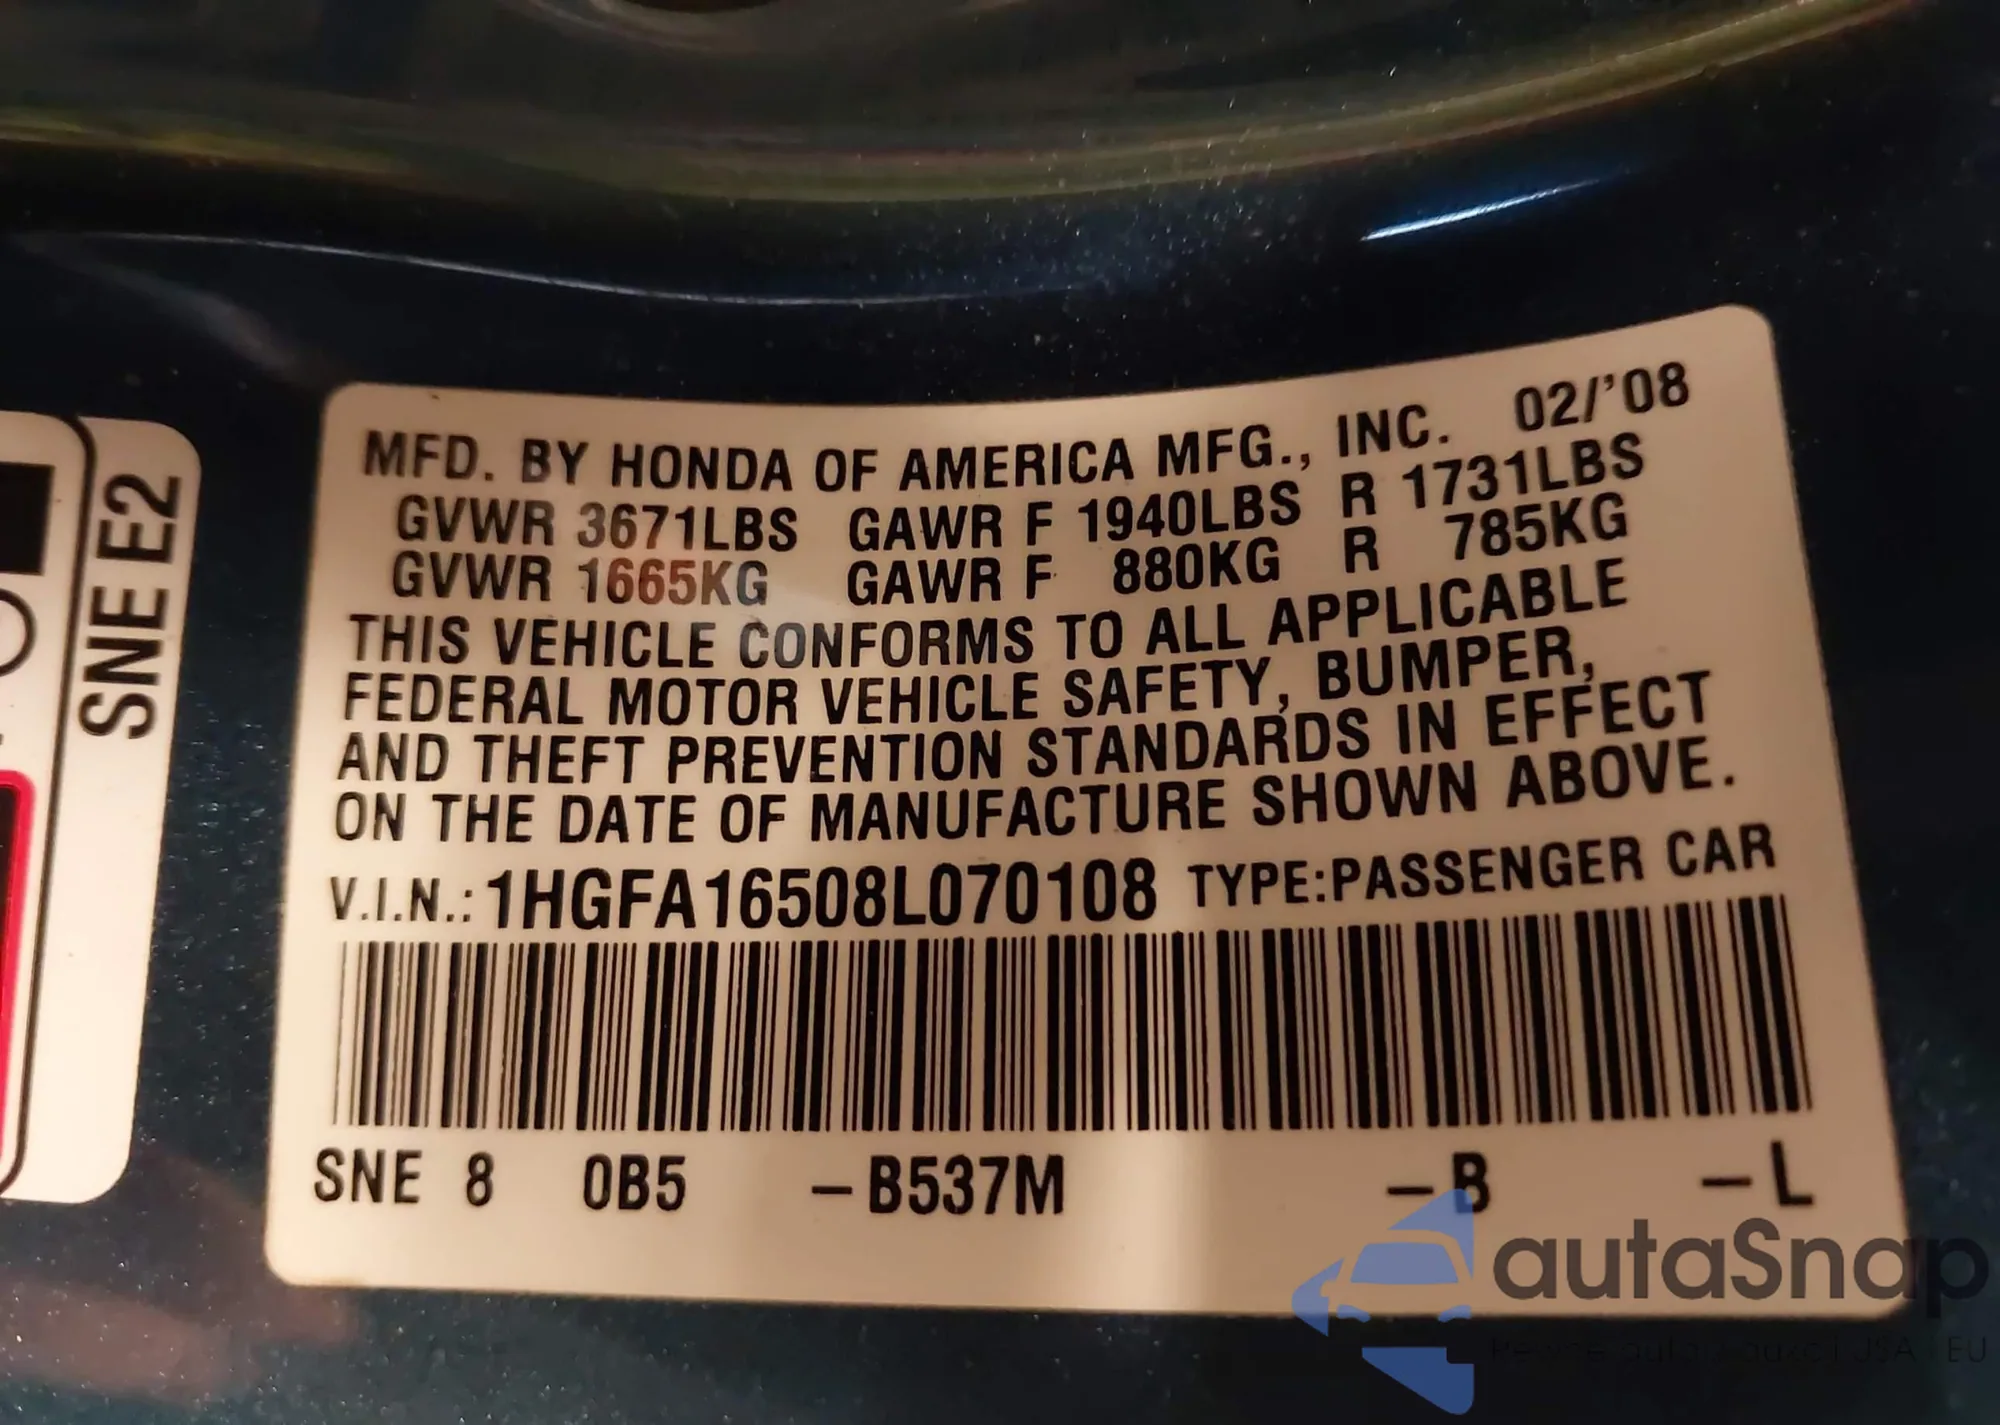 SNE E2
MFD. BY HONDA OF AMERICA MFG., INC. 02/'08
GVWR 3671LBS GAWR F 1940LBS R 1731LBS
GVWR 1665KG GAWR F 880KG R 785KG
THIS VEHICLE CONFORMS TO ALL APPLICABLE
FEDERAL MOTOR VEHICLE SAFETY, BUMPER,
AND THEFT PREVENTION STANDARDS IN EFFECT
ON THE DATE OF MANUFACTURE SHOWN ABOVE.
V.I.N.: 1HGFA16508L070108 TYPE:PASSENGER CAR
SNE 8 0B5 –B537M –B –L
autaSnap
USA EU